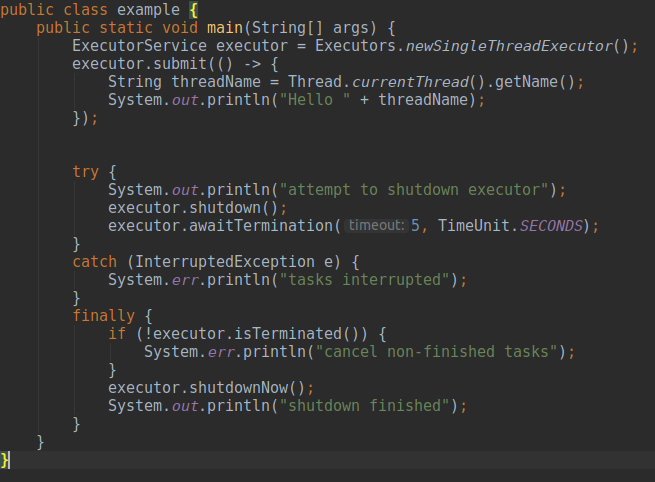 public class example {
    public static void main(String[] args) {
        ExecutorService executor = Executors.newSingleThreadExecutor();
        executor.submit(() -> {
            String threadName = Thread.currentThread().getName();
            System.out.println("Hello " + threadName);
        });


        try {
            System.out.println("attempt to shutdown executor");
            executor.shutdown();
            executor.awaitTermination( timeout: 5, TimeUnit.SECONDS);
        }
        catch (InterruptedException e) {
            System.err.println("tasks interrupted");
        }
        finally {
            if (!executor.isTerminated()) {
                System.err.println("cancel non-finished tasks");
            }
            executor.shutdownNow();
            System.out.println("shutdown finished");
        }
    }
}